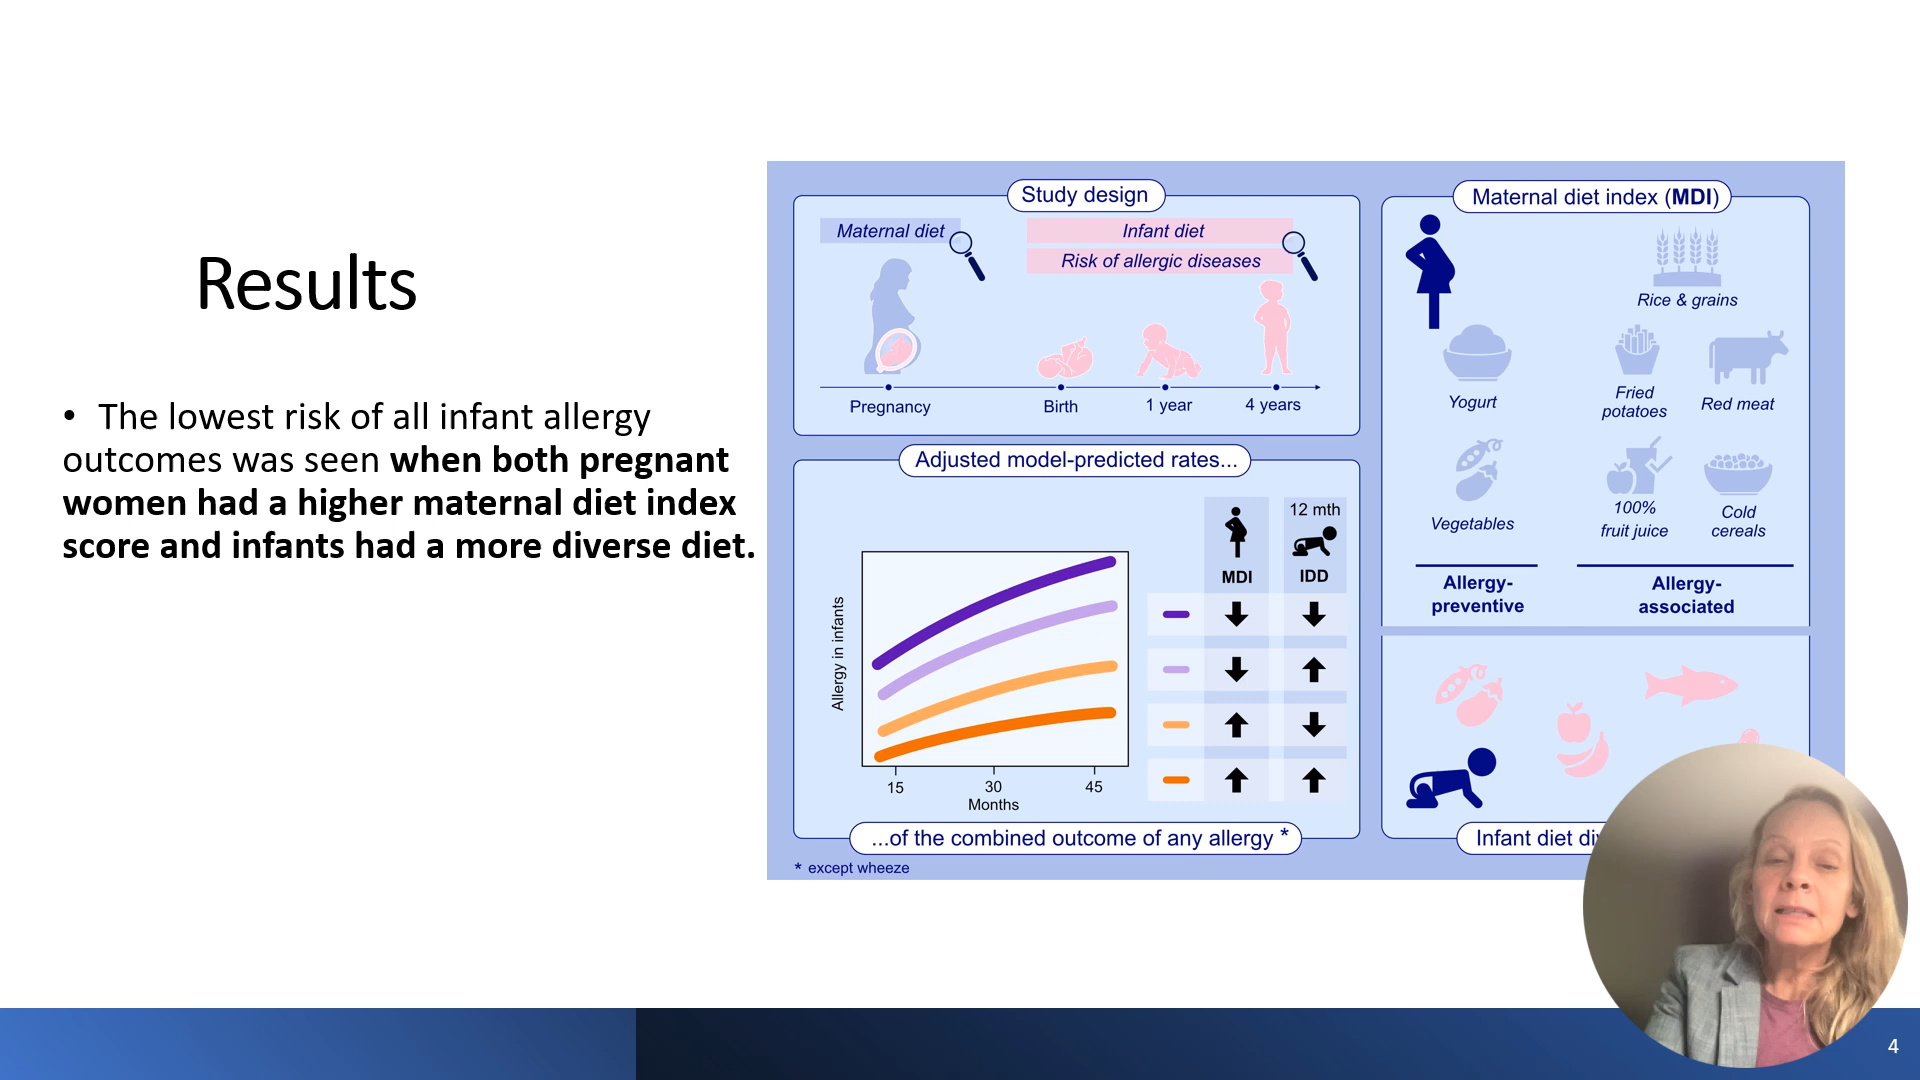 Results
• The lowest risk of all infant allergy
outcomes was seen when both pregnant
women had a higher maternal diet index
score and infants had a more diverse diet.
Study design
Maternal diet
Infant diet
Risk of allergic diseases
Pregnancy
Birth
1 year
4 years
Adjusted model-predicted rates...
Allergy in infants
15
30
45
Months
12 mth
MDI
IDD
...of the combined outcome of any allergy *
* except wheeze
Maternal diet index (MDI)
Rice & grains
Yogurt
Fried
potatoes
Red meat
Vegetables
100%
fruit juice
Cold
cereals
Allergy-
preventive
Allergy-
associated
Infant diet
4